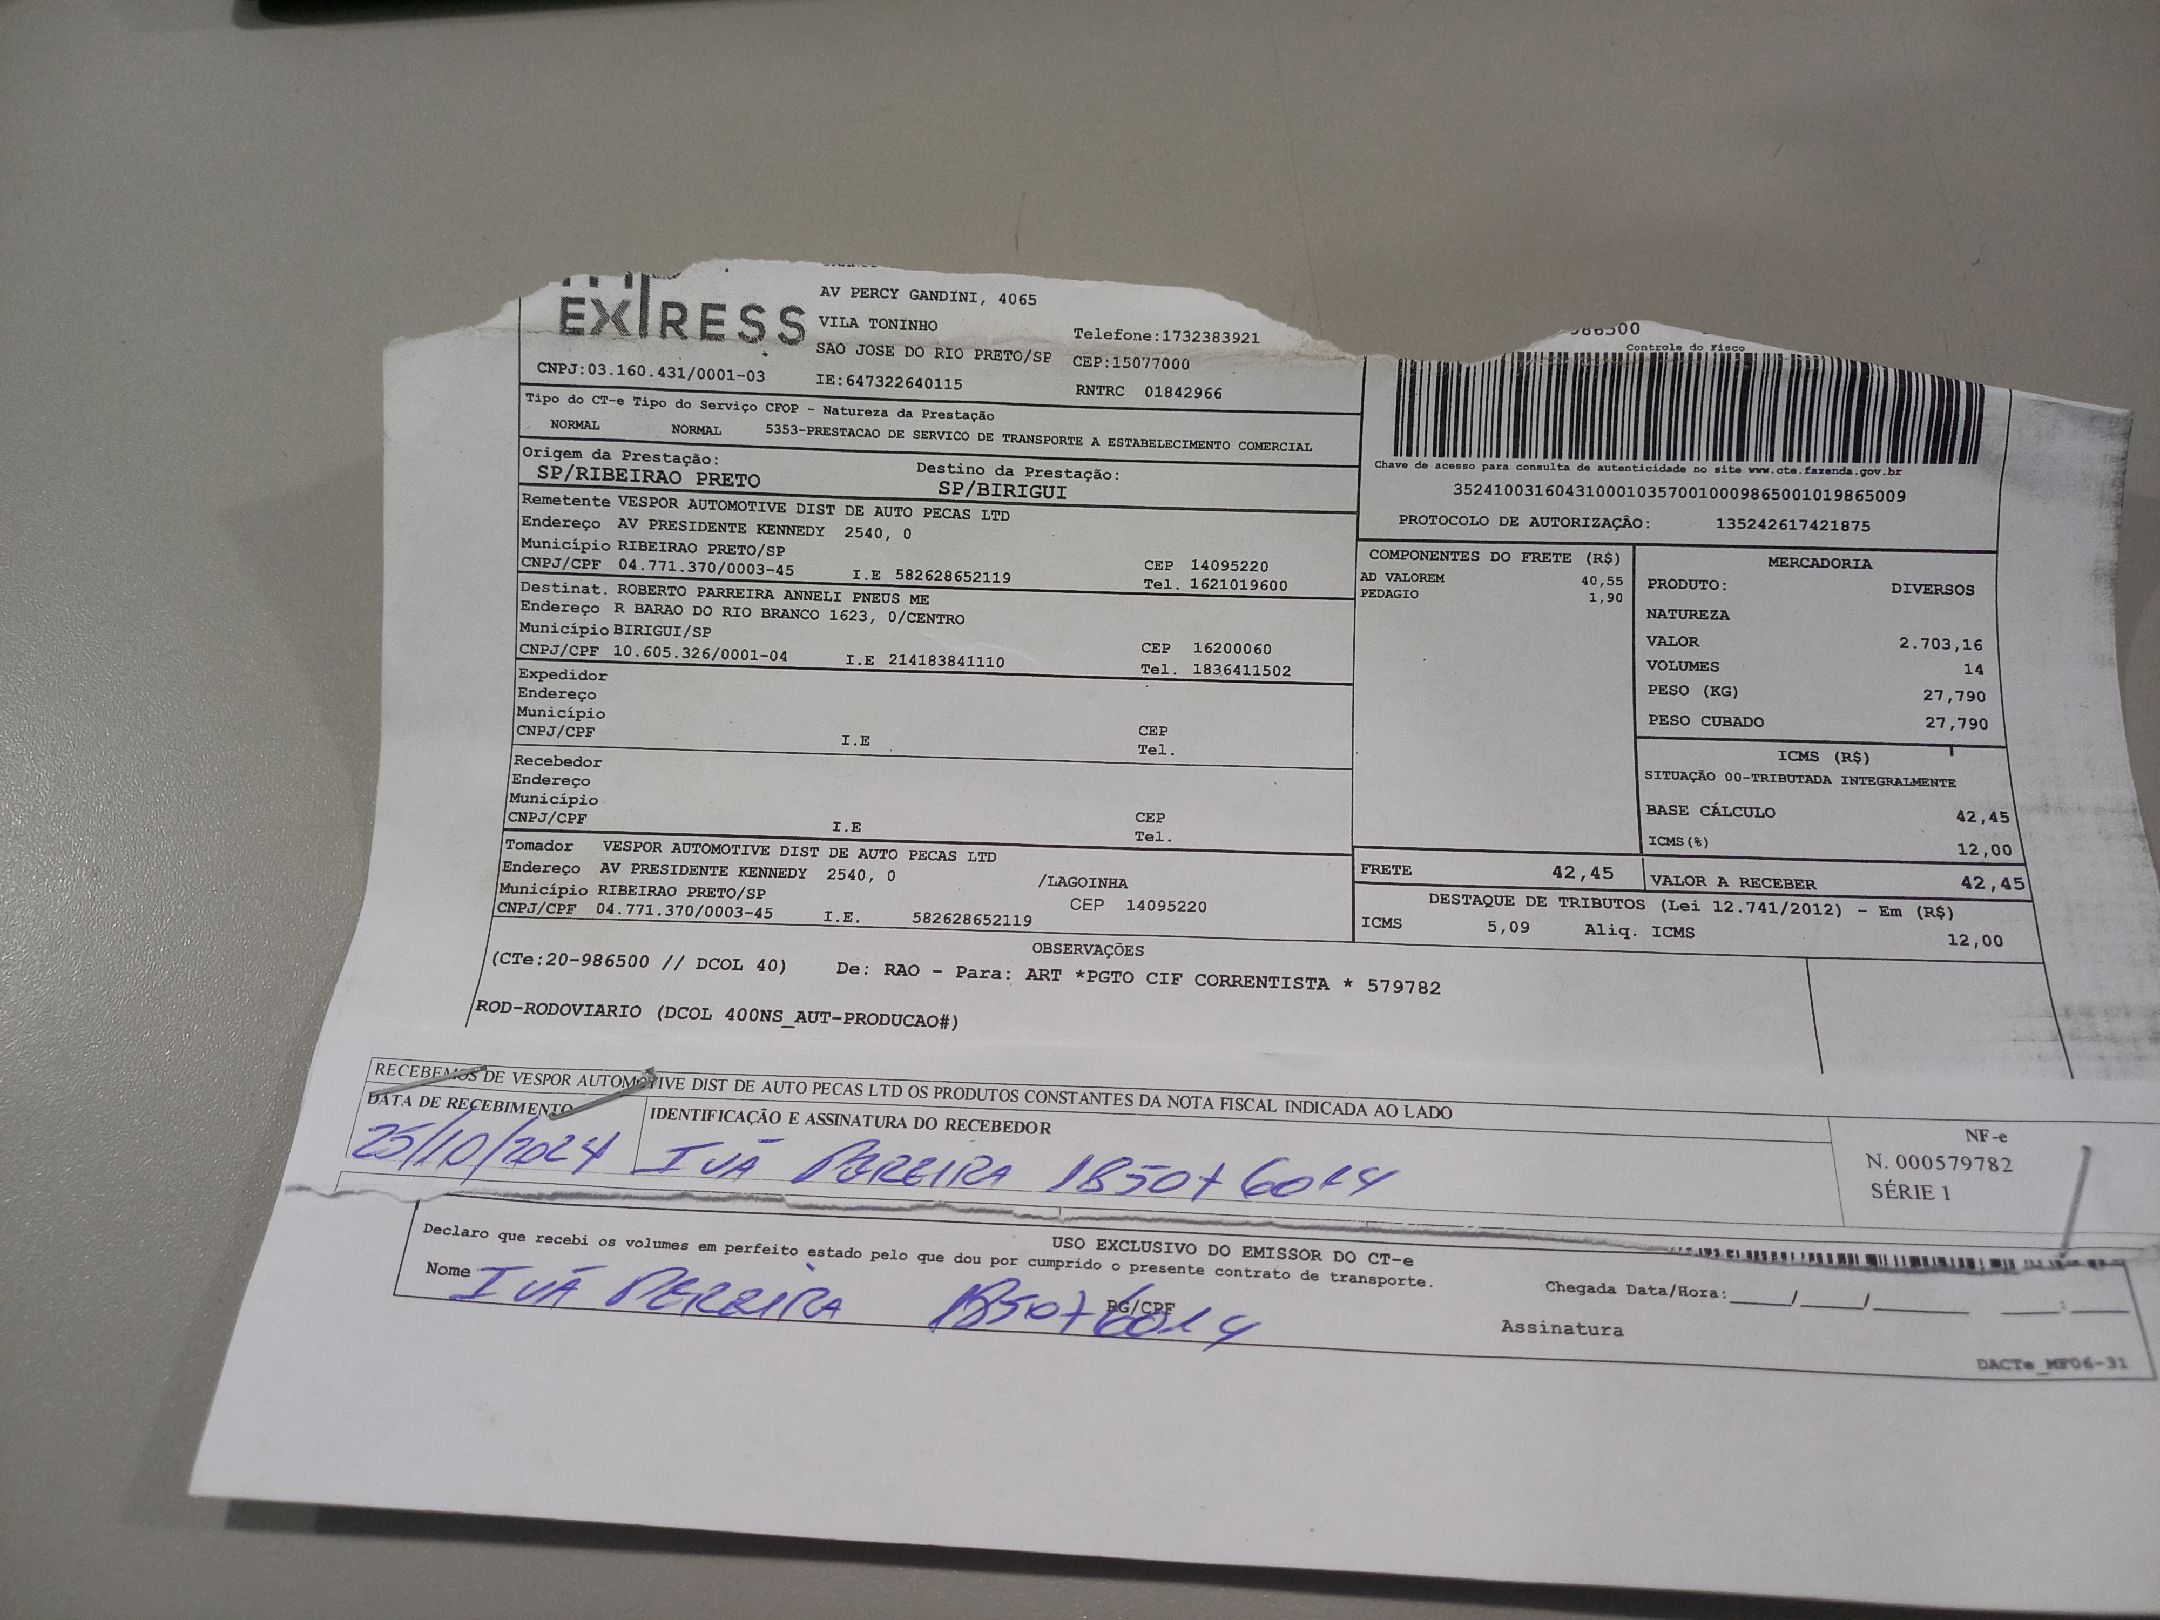 EXPRESS
AV PERCY GANDINI, 4065
VILA TONINHO
Telefone:1732383921
SAO JOSE DO RIO PRETO/SP CEP:15077000
CNPJ:03.160.431/0001-03 IE:647322640115 RNTRC 01842966
986500
Controle do Fisco
Tipo do CT-e Tipo do Serviço CFOP - Natureza da Prestação
NORMAL NORMAL 5353-PRESTACAO DE SERVICO DE TRANSPORTE A ESTABELECIMENTO COMERCIAL
Origem da Prestação: Destino da Prestação:
SP/RIBEIRAO PRETO SP/BIRIGUI
Chave de acesso para consulta de autenticidade no site www.cte.fazenda.gov.br
35241003160431000103570010009865001019865009
PROTOCOLO DE AUTORIZAÇÃO: 135242617421875
Remetente VESPOR AUTOMOTIVE DIST DE AUTO PECAS LTD
Endereço AV PRESIDENTE KENNEDY 2540, 0
Município RIBEIRAO PRETO/SP CEP 14095220
CNPJ/CPF 04.771.370/0003-45 I.E 582628652119 Tel. 1621019600
Destinat. ROBERTO PARREIRA ANNELI PNEUS ME
Endereço R BARAO DO RIO BRANCO 1623, 0/CENTRO
Município BIRIGUI/SP CEP 16200060
CNPJ/CPF 10.605.326/0001-04 I.E 214183841110 Tel. 1836411502
Expedidor
Endereço
Município CEP
CNPJ/CPF I.E Tel.
Recebedor
Endereço
Município CEP
CNPJ/CPF I.E Tel.
Tomador VESPOR AUTOMOTIVE DIST DE AUTO PECAS LTD
Endereço AV PRESIDENTE KENNEDY 2540, 0 /LAGOINHA
Município RIBEIRAO PRETO/SP CEP 14095220
CNPJ/CPF 04.771.370/0003-45 I.E. 582628652119
COMPONENTES DO FRETE (R$)
AD VALOREM 40,55
PEDAGIO 1,90
MERCADORIA
PRODUTO: DIVERSOS
NATUREZA
VALOR 2.703,16
VOLUMES 14
PESO (KG) 27,790
PESO CUBADO 27,790
ICMS (R$)
SITUAÇÃO 00-TRIBUTADA INTEGRALMENTE
BASE CÁLCULO 42,45
ICMS(%) 12,00
FRETE 42,45 VALOR A RECEBER 42,45
DESTAQUE DE TRIBUTOS (Lei 12.741/2012) - Em (R$)
ICMS 5,09 Aliq. ICMS 12,00
OBSERVAÇÕES
(CTe:20-986500 // DCOL 40) De: RAO - Para: ART *PGTO CIF CORRENTISTA * 579782
ROD-RODOVIARIO (DCOL 400NS_AUT-PRODUCAO#)
RECEBEMOS DE VESPOR AUTOMOTIVE DIST DE AUTO PECAS LTD OS PRODUTOS CONSTANTES DA NOTA FISCAL INDICADA AO LADO
DATA DE RECEBIMENTO IDENTIFICAÇÃO E ASSINATURA DO RECEBEDOR
25/10/2024 IVÃ PEREIRA
NF-e
N. 000579782
SÉRIE 1
USO EXCLUSIVO DO EMISSOR DO CT-e
Declaro que recebi os volumes em perfeito estado pelo que dou por cumprido o presente contrato de transporte.
Nome IVÃ PEREIRA RG/CPF
Chegada Data/Hora:____/____/______ ____:____
Assinatura
DACTe_MF06-31